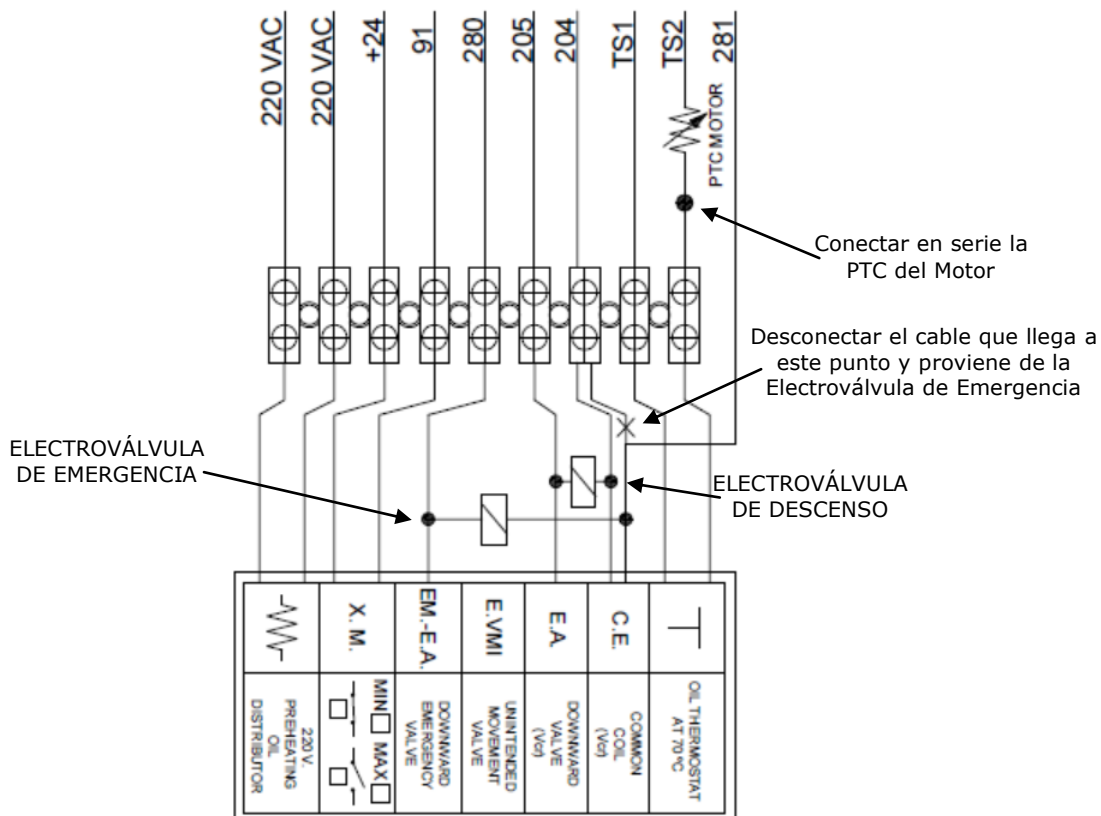 220 VAC
220 VAC
+24
91
280
205
204
TS1
TS2
281
PTC MOTOR
Conectar en serie la
PTC del Motor
Desconectar el cable que llega a
este punto y proviene de la
Electroválvula de Emergencia
ELECTROVÁLVULA
DE EMERGENCIA
ELECTROVÁLVULA
DE DESCENSO
X. M.
EM.-E.A.
E.VMI
E.A.
C.E.
220 V.
PREHEATING
OIL
DISTRIBUTOR
MIN MAX
DOWNWARD
EMERGENCY
VALVE
UNINTENDED
MOVEMENT
VALVE
DOWNWARD
VALVE
(Vcr)
COMMON
COIL
(Vcr)
OIL THERMOSTAT
AT 70 ºC